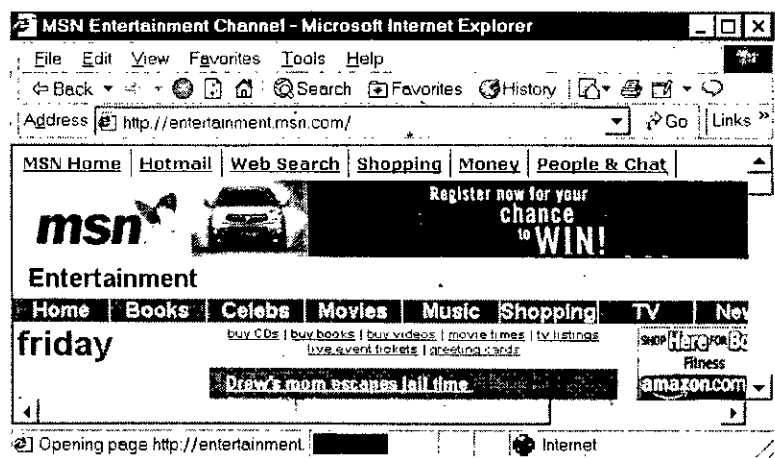 MSN Entertainment Channel - Microsoft Internet Explorer
File Edit View Favorites Tools Help
Back Search Favorites History
Address http://entertainment.msn.com/ Go Links »
MSN Home | Hotmail | Web Search | Shopping | Money | People & Chat |
msn
Register now for your
chance
to WIN!
Entertainment
Home Books Celebs Movies Music Shopping TV Nev
friday
buy CDs | buy books | buy videos | movie times | tv listings
live event tickets | greeting cards
SHOP Here FOR Bo
Fitness
amazon.com
Drew's mom escapes jail time
Opening page http://entertainment. Internet